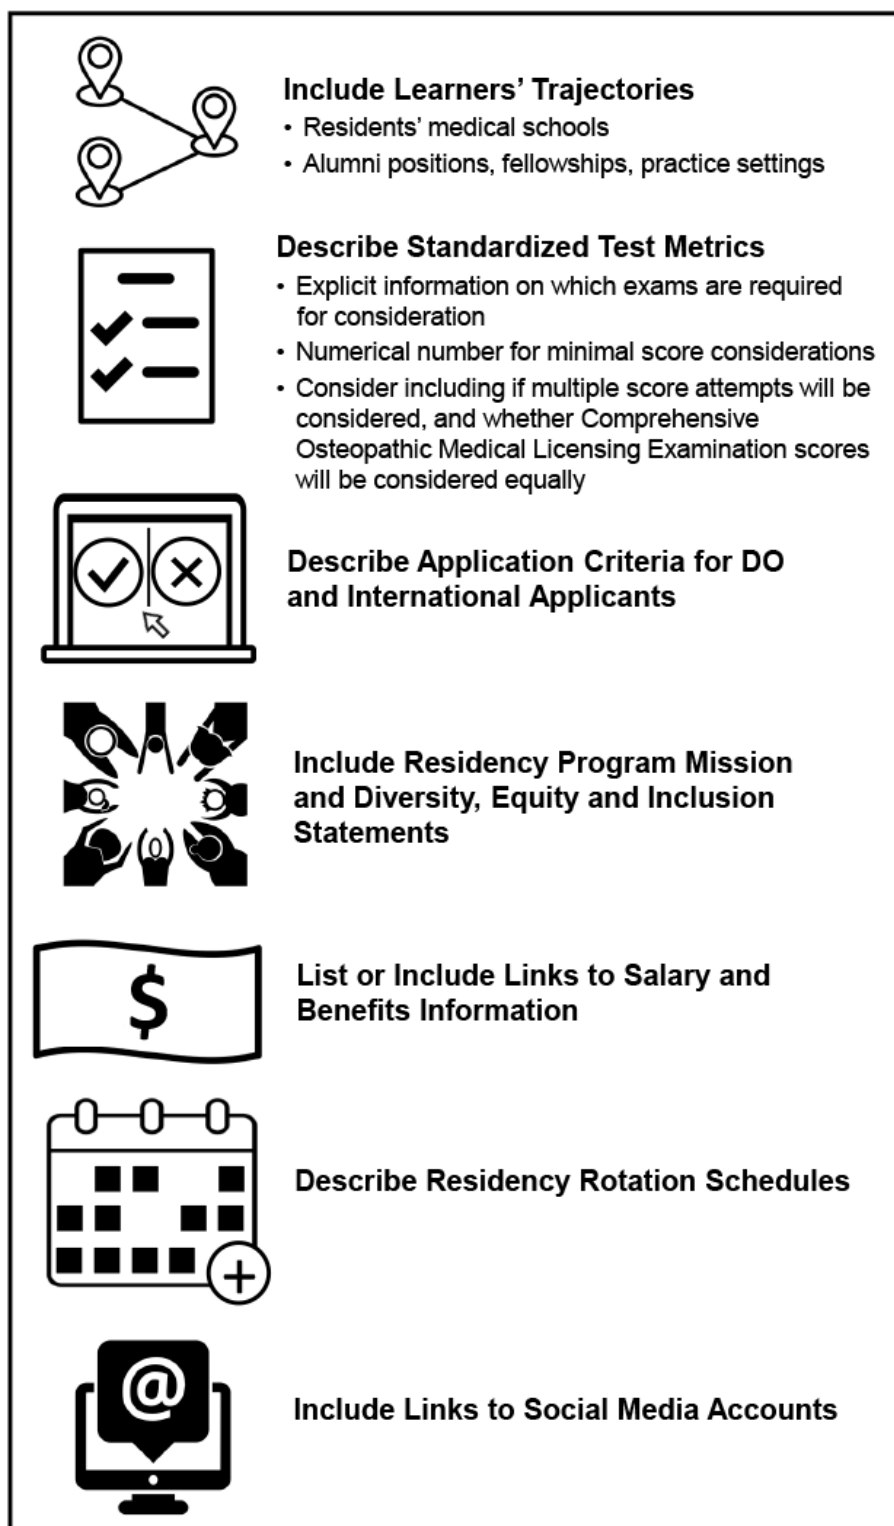 Include Learners' Trajectories
• Residents' medical schools
• Alumni positions, fellowships, practice settings
Describe Standardized Test Metrics
• Explicit information on which exams are required
for consideration
• Numerical number for minimal score considerations
• Consider including if multiple score attempts will be
considered, and whether Comprehensive
Osteopathic Medical Licensing Examination scores
will be considered equally
Describe Application Criteria for DO
and International Applicants
Include Residency Program Mission
and Diversity, Equity and Inclusion
Statements
$
List or Include Links to Salary and
Benefits Information
Describe Residency Rotation Schedules
@
Include Links to Social Media Accounts